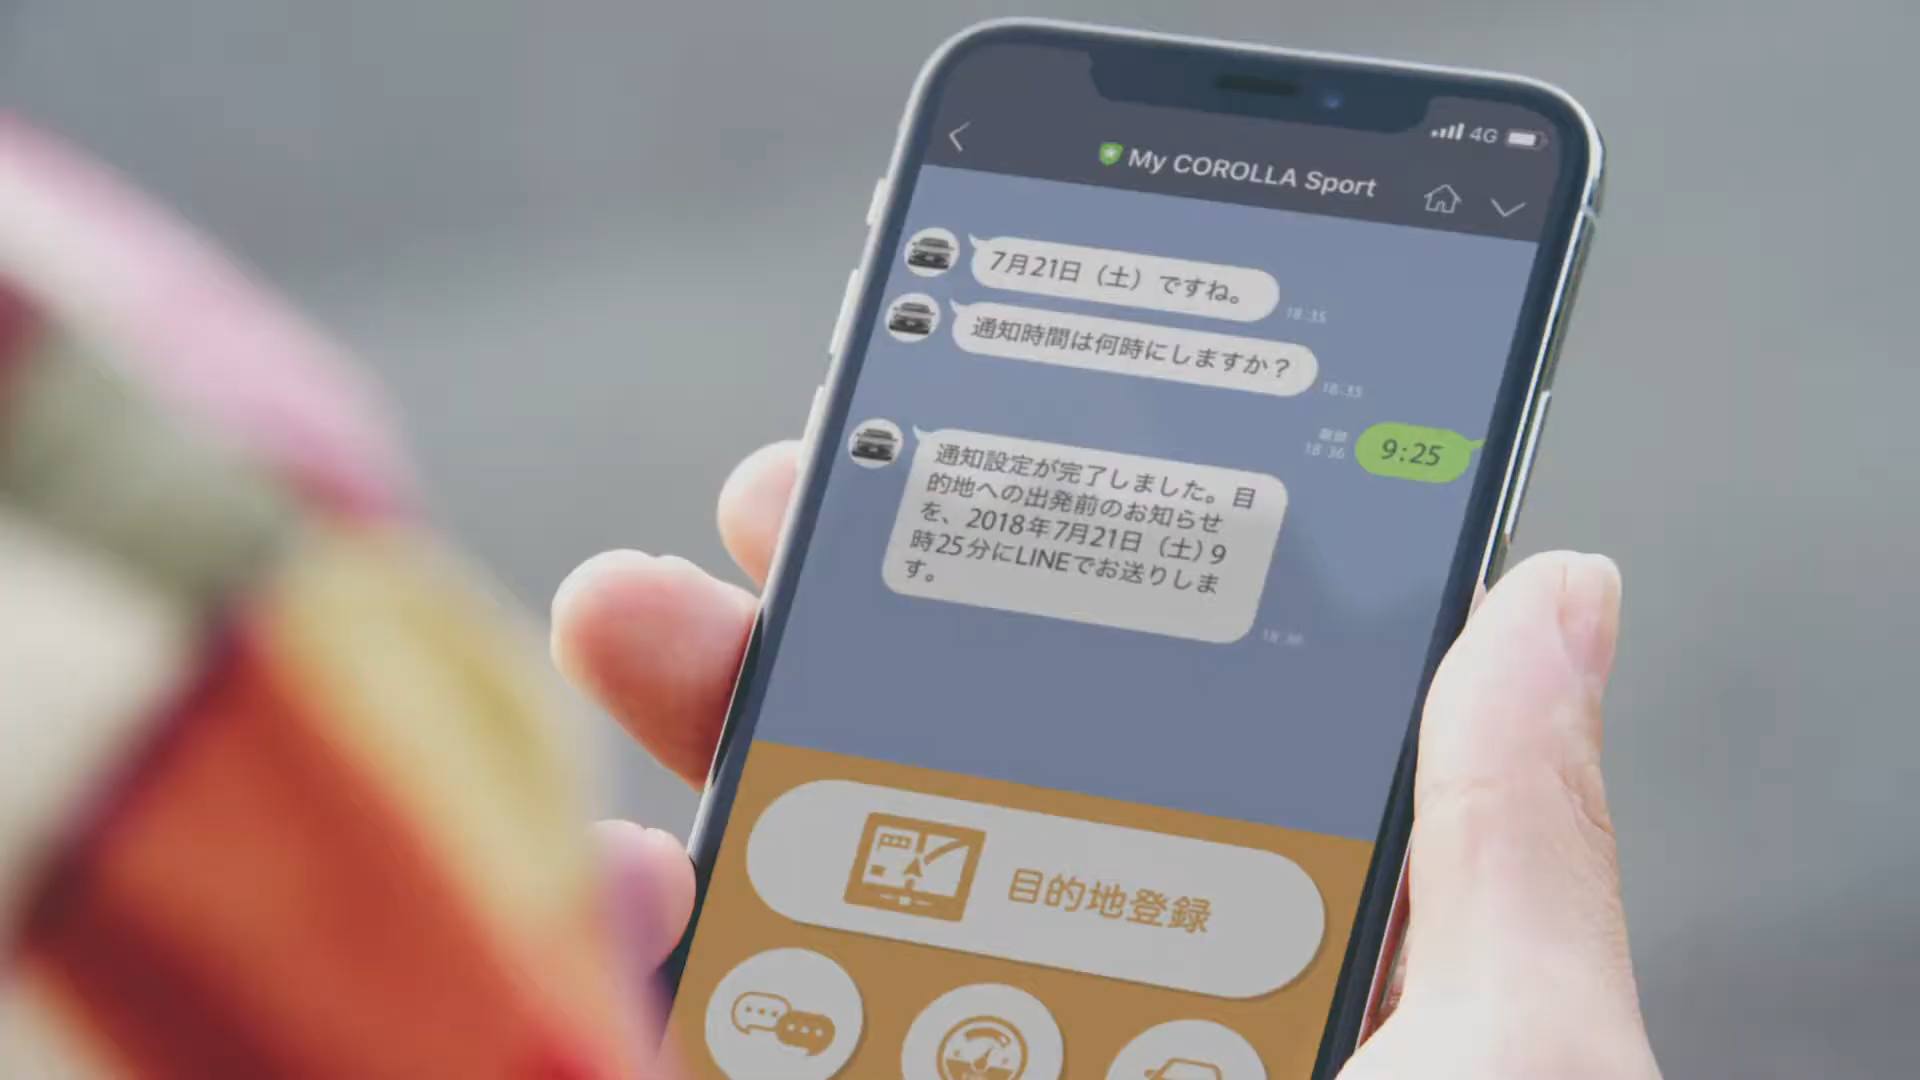 4G
My COROLLA Sport
7月21日（土）ですね。
18:35
通知時間は何時にしますか？
18:35
既読
18:36
9:25
通知設定が完了しました。目
的地への出発前のお知らせ
を、2018年7月21日（土）9
時25分にLINEでお送りしま
す。
18:36
目的地登録